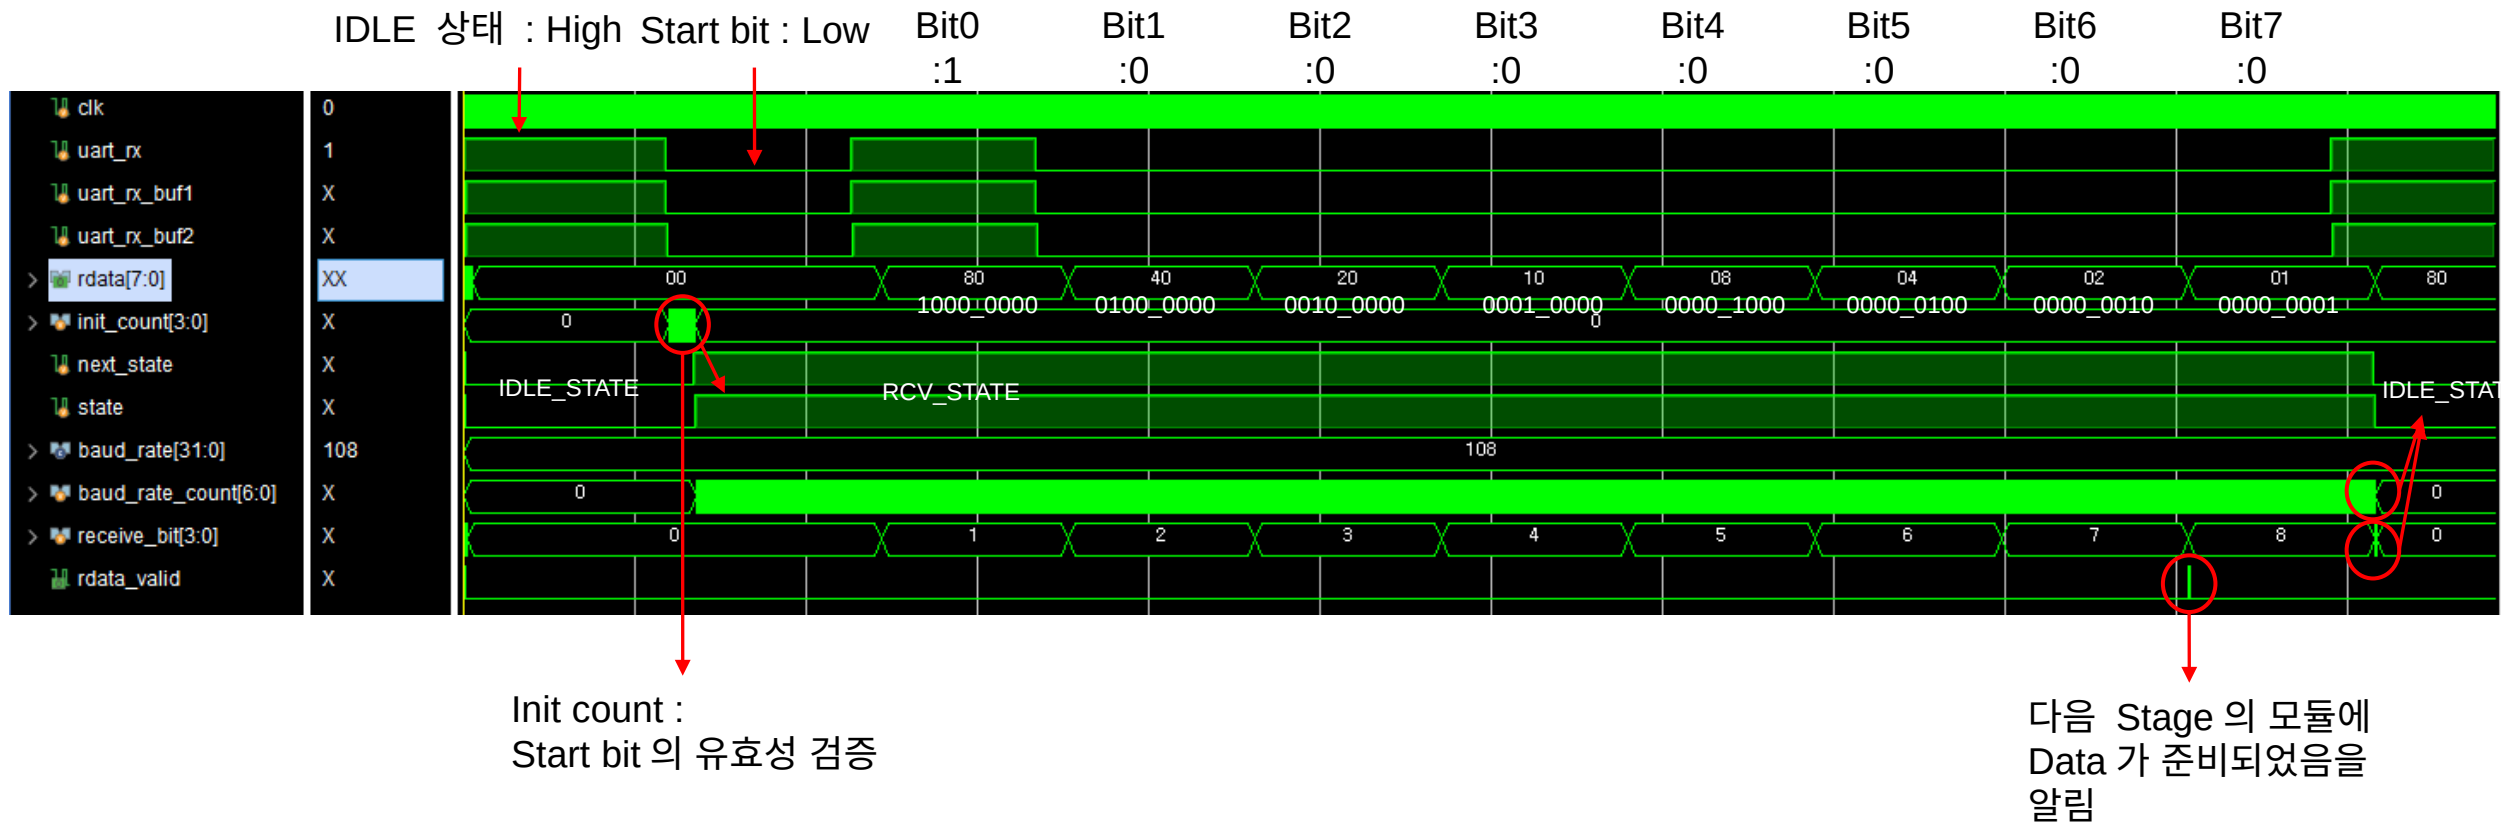 IDLE 상태 : High
Start bit : Low
Bit0
:1
Bit1
:0
Bit2
:0
Bit3
:0
Bit4
:0
Bit5
:0
Bit6
:0
Bit7
:0
clk 0
uart_rx 1
uart_rx_buf1 X
uart_rx_buf2 X
rdata[7:0] XX 00 80 40 20 10 08 04 02 01 80
1000_0000 0100_0000 0010_0000 0001_0000 0000_1000 0000_0100 0000_0010 0000_0001
init_count[3:0] X 0 0
next_state X
IDLE_STATE RCV_STATE IDLE_STAT
state X
baud_rate[31:0] 108 108
baud_rate_count[6:0] X 0 0
receive_bit[3:0] X 0 1 2 3 4 5 6 7 8 0
rdata_valid X
Init count :
Start bit 의 유효성 검증
다음 Stage 의 모듈에
Data 가 준비되었음을
알림